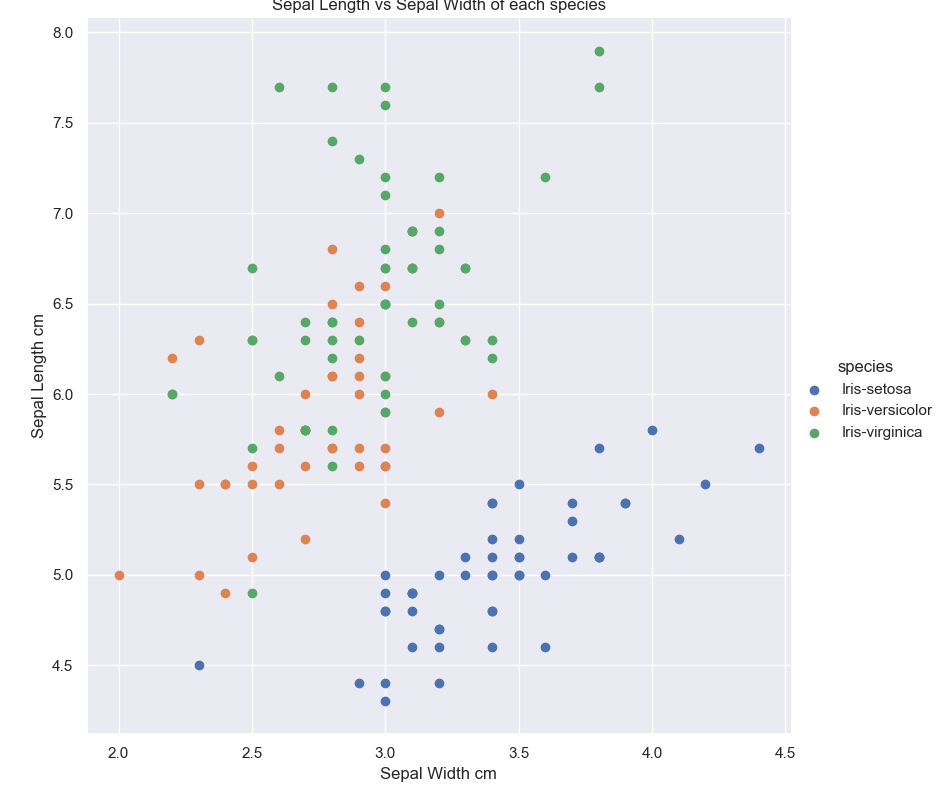 Sepal Length vs Sepal Width of each species
8.0
7.5
7.0
6.5
6.0
5.5
5.0
4.5
Sepal Length cm
2.0 2.5 3.0 3.5 4.0 4.5
Sepal Width cm
species
Iris-setosa
Iris-versicolor
Iris-virginica